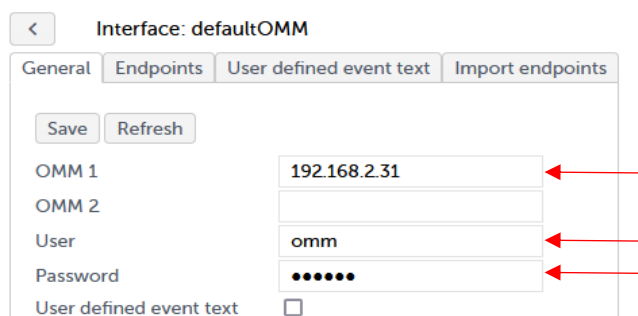 < Interface: defaultOMM
General Endpoints User defined event text Import endpoints
Save Refresh
OMM 1 192.168.2.31
OMM 2
User omm
Password ••••••
User defined event text